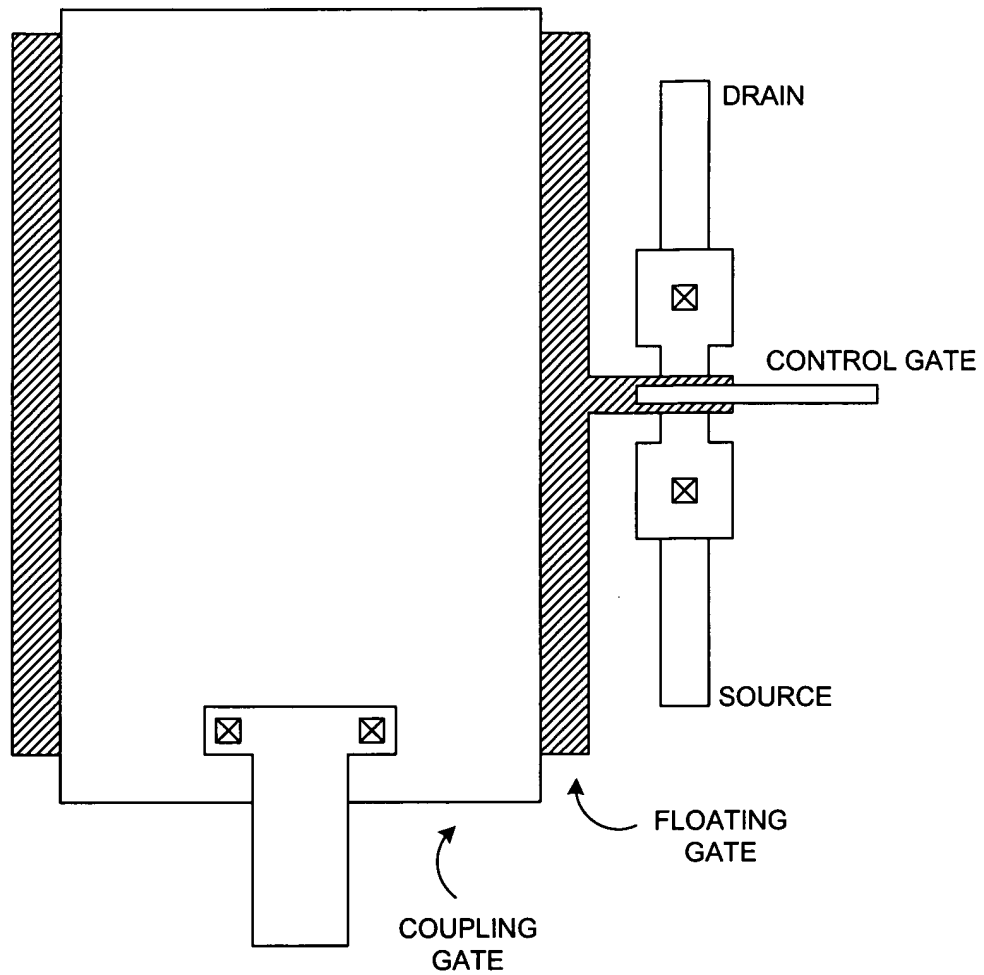 DRAIN
CONTROL GATE
SOURCE
FLOATING
GATE
COUPLING
GATE